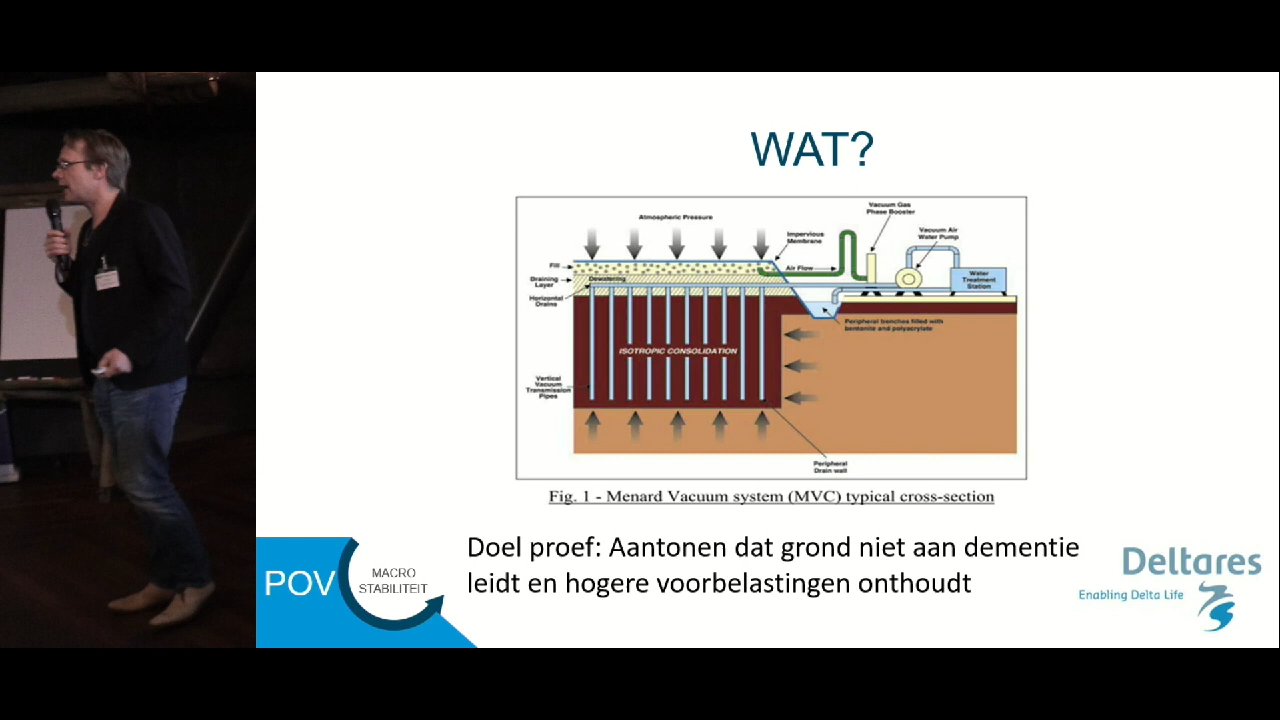 WAT?
Atmospheric Pressure
Vacuum Gas
Phase Booster
Impervious
Membrane
Vacuum Air
Water Pump
Fill
Air Flow
Draining
Layer
Dewatering
Water
Treatment
Station
Horizontal
Drains
Peripheral trenches filled with
bentonite and polyacrylate
ISOTROPIC CONSOLIDATION
Vertical
Vacuum
Transmission
Pipes
Peripheral
Drain wall
Fig. 1 - Menard Vacuum system (MVC) typical cross-section
Doel proef: Aantonen dat grond niet aan dementie
leidt en hogere voorbelastingen onthoudt
POV
MACRO
STABILITEIT
Deltares
Enabling Delta Life